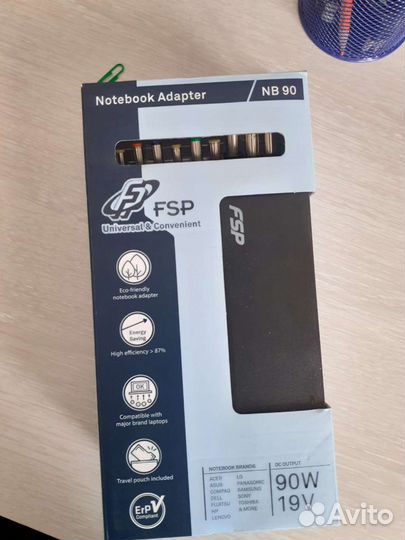 Notebook Adapter
NB 90
FSP
Universal & Convenient
FSP
Eco-friendly
notebook adapter
Energy
Saving
High efficiency > 87%
OK
Compatible with
major brand laptops
Travel pouch included
ErP
Compliant
NOTEBOOK BRANDS
ACER
ASUS
COMPAQ
DELL
FUJITSU
HP
LENOVO
LG
PANASONIC
SAMSUNG
SONY
TOSHIBA
& MORE
DC OUTPUT
90W
19V
Avito